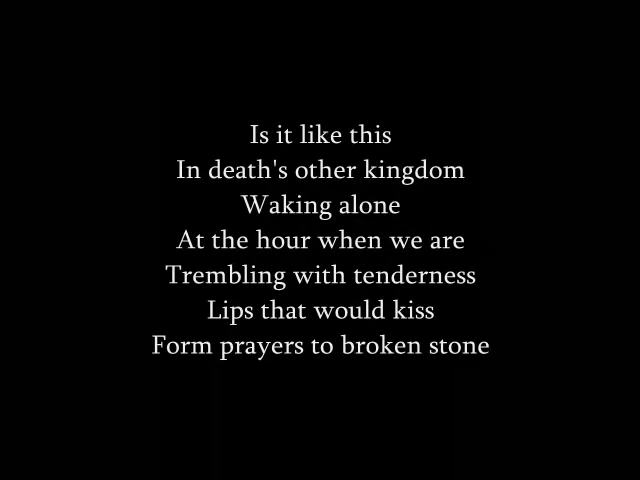 Is it like this
In death's other kingdom
Waking alone
At the hour when we are
Trembling with tenderness
Lips that would kiss
Form prayers to broken stone